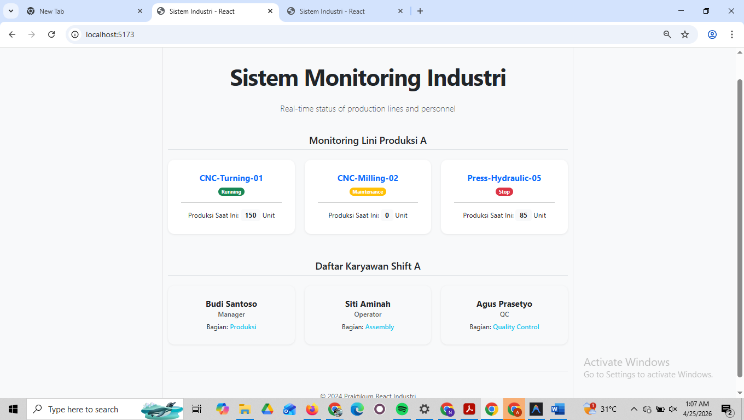 New Tab
Sistem Industri - React
Sistem Industri - React
localhost:5173
Sistem Monitoring Industri
Real-time status of production lines and personnel
Monitoring Lini Produksi A
CNC-Turning-01
Running
Produksi Saat Ini: 150 Unit
CNC-Milling-02
Maintenance
Produksi Saat Ini: 0 Unit
Press-Hydraulic-05
Stop
Produksi Saat Ini: 85 Unit
Daftar Karyawan Shift A
Budi Santoso
Manager
Bagian: Produksi
Siti Aminah
Operator
Bagian: Assembly
Agus Prasetyo
QC
Bagian: Quality Control
© 2024 Praktikum React Industri
Activate Windows
Go to Settings to activate Windows.
Type here to search
31°C
1:07 AM
4/25/2026